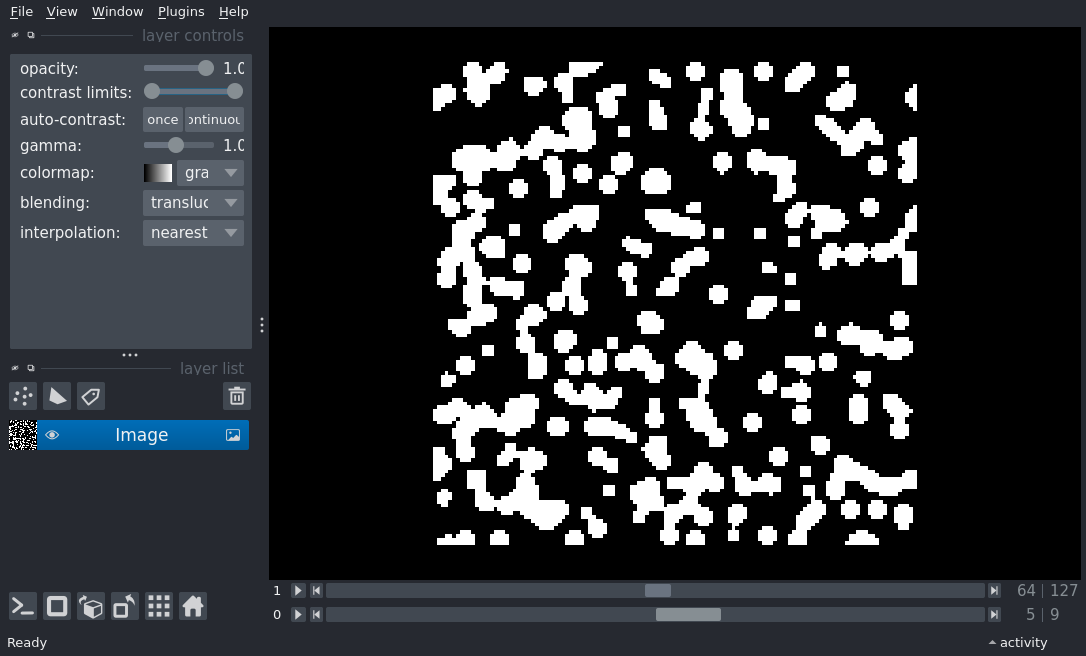 File View Window Plugins Help
layer controls
opacity: 1.0
contrast limits:
auto-contrast: once ontinuou
gamma: 1.0
colormap: gra
blending: transluc
interpolation: nearest
layer list
Image
1 64 | 127
0 5 | 9
Ready activity